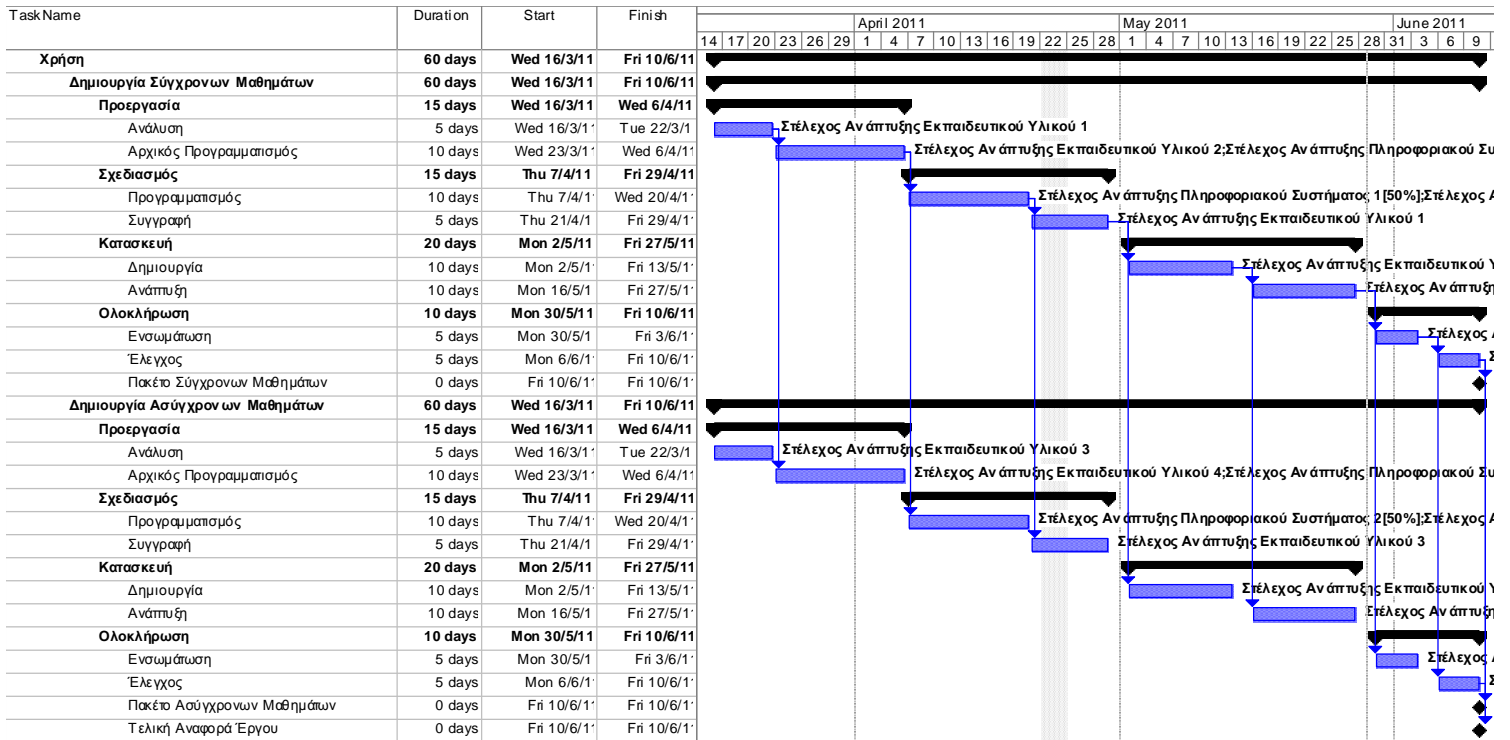 TaskName Duration Start Finish April 2011 May 2011 June 2011
14 17 20 23 26 29 1 4 7 10 13 16 19 22 25 28 1 4 7 10 13 16 19 22 25 28 31 3 6 9
Χρήση 60 days Wed 16/3/11 Fri 10/6/11
Δημιουργία Σύγχρονων Μαθημάτων 60 days Wed 16/3/11 Fri 10/6/11
Προεργασία 15 days Wed 16/3/11 Wed 6/4/11
Ανάλυση 5 days Wed 16/3/1 Tue 22/3/1 Στέλεχος Ανάπτυξης Εκπαιδευτικού Υλικού 1
Αρχικός Προγραμματισμός 10 days Wed 23/3/1 Wed 6/4/1 Στέλεχος Ανάπτυξης Εκπαιδευτικού Υλικού 2;Στέλεχος Ανάπτυξης Πληροφοριακού Συ
Σχεδιασμός 15 days Thu 7/4/11 Fri 29/4/11
Προγραμματισμός 10 days Thu 7/4/1 Wed 20/4/1 Στέλεχος Ανάπτυξης Πληροφοριακού Συστήματος 1[50%];Στέλεχος Α
Συγγραφή 5 days Thu 21/4/1 Fri 29/4/1 Στέλεχος Ανάπτυξης Εκπαιδευτικού Υλικού 1
Κατασκευή 20 days Mon 2/5/11 Fri 27/5/11
Δημιουργία 10 days Mon 2/5/1 Fri 13/5/1 Στέλεχος Ανάπτυξης Εκπαιδευτικού Υ
Ανάπτυξη 10 days Mon 16/5/1 Fri 27/5/1 Στέλεχος Ανάπτυξη
Ολοκλήρωση 10 days Mon 30/5/11 Fri 10/6/11
Ενσωμάτωση 5 days Mon 30/5/1 Fri 3/6/1 Στέλεχος
Έλεγχος 5 days Mon 6/6/1 Fri 10/6/1
Πακέτο Σύγχρονων Μαθημάτων 0 days Fri 10/6/1 Fri 10/6/1
Δημιουργία Ασύγχρονων Μαθημάτων 60 days Wed 16/3/11 Fri 10/6/11
Προεργασία 15 days Wed 16/3/11 Wed 6/4/11
Ανάλυση 5 days Wed 16/3/1 Tue 22/3/1 Στέλεχος Ανάπτυξης Εκπαιδευτικού Υλικού 3
Αρχικός Προγραμματισμός 10 days Wed 23/3/1 Wed 6/4/1 Στέλεχος Ανάπτυξης Εκπαιδευτικού Υλικού 4;Στέλεχος Ανάπτυξης Πληροφοριακού Συ
Σχεδιασμός 15 days Thu 7/4/11 Fri 29/4/11
Προγραμματισμός 10 days Thu 7/4/1 Wed 20/4/1 Στέλεχος Ανάπτυξης Πληροφοριακού Συστήματος 2[50%];Στέλεχος Α
Συγγραφή 5 days Thu 21/4/1 Fri 29/4/1 Στέλεχος Ανάπτυξης Εκπαιδευτικού Υλικού 3
Κατασκευή 20 days Mon 2/5/11 Fri 27/5/11
Δημιουργία 10 days Mon 2/5/1 Fri 13/5/1 Στέλεχος Ανάπτυξης Εκπαιδευτικού Υ
Ανάπτυξη 10 days Mon 16/5/1 Fri 27/5/1 Στέλεχος Ανάπτυξη
Ολοκλήρωση 10 days Mon 30/5/11 Fri 10/6/11
Ενσωμάτωση 5 days Mon 30/5/1 Fri 3/6/1 Στέλεχος
Έλεγχος 5 days Mon 6/6/1 Fri 10/6/1
Πακέτο Ασύγχρονων Μαθημάτων 0 days Fri 10/6/1 Fri 10/6/1
Τελική Αναφορά Έργου 0 days Fri 10/6/1 Fri 10/6/1